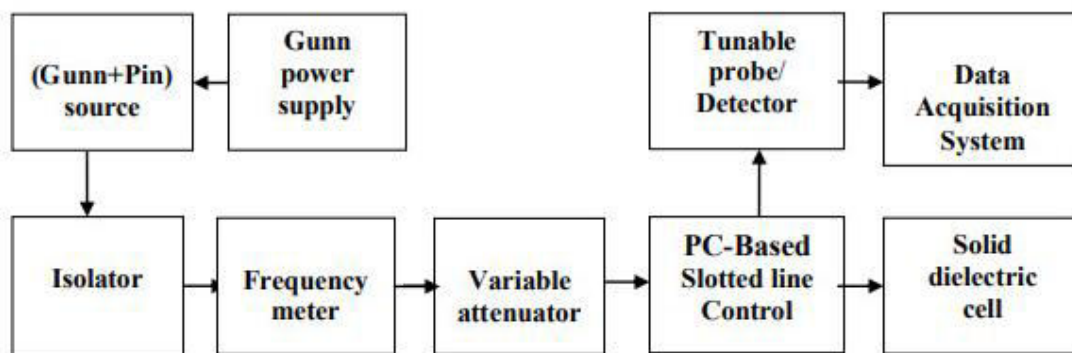 (Gunn+Pin)
source
Gunn
power
supply
Tunable
probe/
Detector
Data
Acquisition
System
Isolator
Frequency
meter
Variable
attenuator
PC-Based
Slotted line
Control
Solid
dielectric
cell